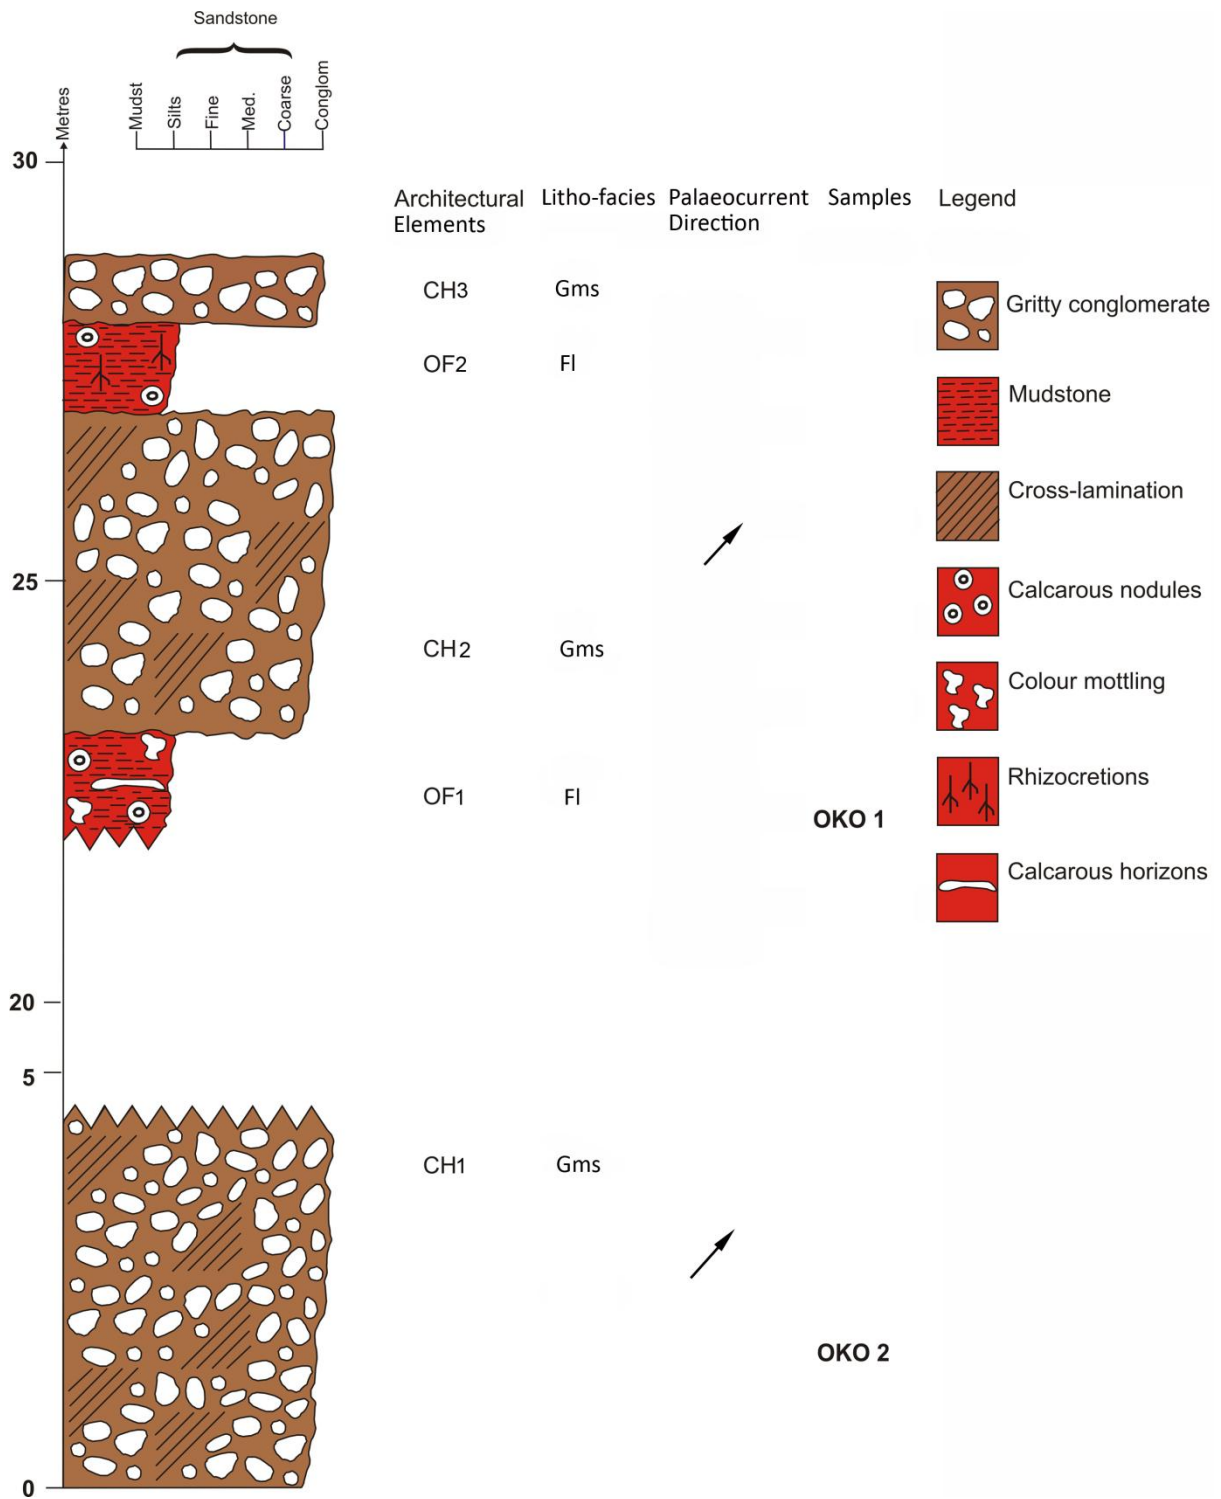 Sandstone
Metres
Mudst
Silts
Fine
Med.
Coarse
Conglom
30
Architectural Elements
Litho-facies
Palaeocurrent Direction
Samples
Legend
CH3
Gms
Gritty conglomerate
OF2
Fl
Mudstone
Cross-lamination
25
Calcarous nodules
CH2
Gms
Colour mottling
Rhizocretions
OF1
Fl
OKO 1
Calcarous horizons
20
5
CH1
Gms
OKO 2
0